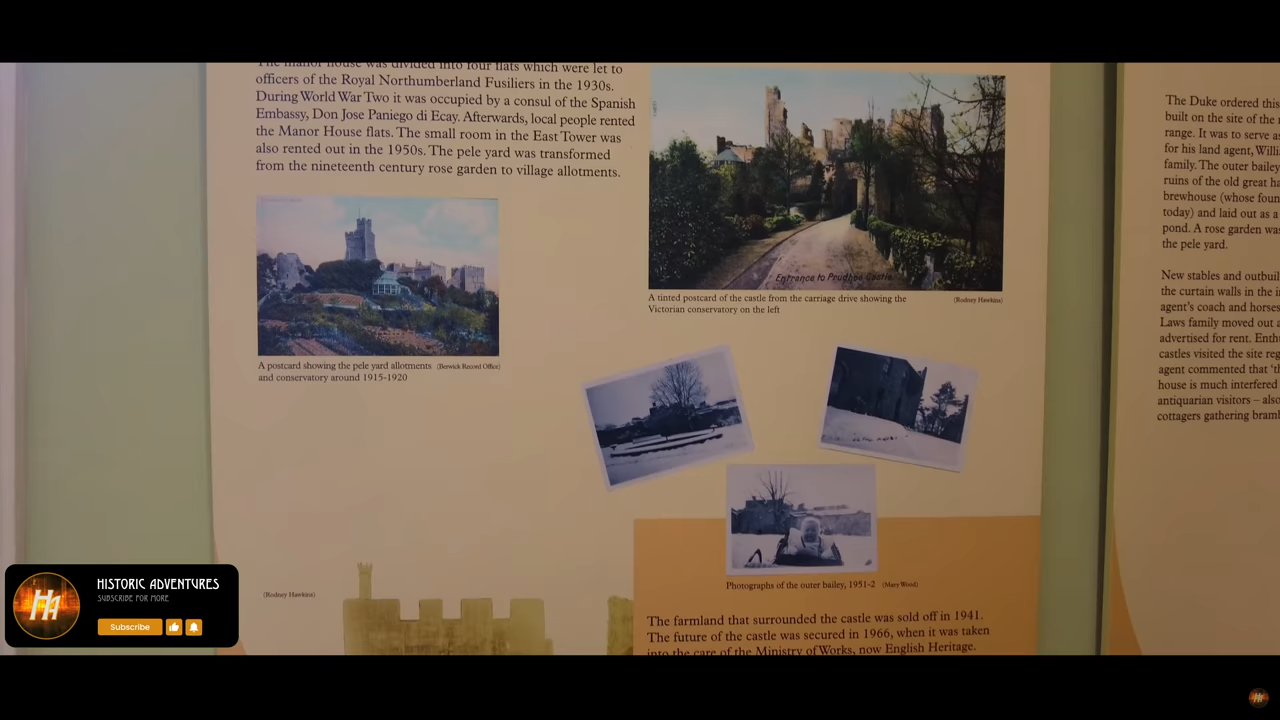 The manor house was divided into four flats which were let to
officers of the Royal Northumberland Fusiliers in the 1930s.
During World War Two it was occupied by a consul of the Spanish
Embassy, Don Jose Paniego di Ecay. Afterwards, local people rented
the Manor House flats. The small room in the East Tower was
also rented out in the 1950s. The pele yard was transformed
from the nineteenth century rose garden to village allotments.
A postcard showing the pele yard allotments (Berwick Record Office)
and conservatory around 1915-1920
Entrance to Prudhoe Castle
A tinted postcard of the castle from the carriage drive showing the (Rodney Hawkins)
Victorian conservatory on the left
Photographs of the outer bailey, 1951-2 (Mary Wood)
(Rodney Hawkins)
The farmland that surrounded the castle was sold off in 1941.
The future of the castle was secured in 1966, when it was taken
into the care of the Ministry of Works, now English Heritage.
The Duke ordered this
built on the site of the
range. It was to serve as
for his land agent, Willi
family. The outer bailey
ruins of the old great ha
brewhouse (whose foun
today) and laid out as a
pond. A rose garden was
the pele yard.
New stables and outbuil
the curtain walls in the i
agent's coach and horses
Laws family moved out a
advertised for rent. Enth
castles visited the site reg
agent commented that 'th
house is much interfered
antiquarian visitors – also
cottagers gathering bram
HISTORIC ADVENTURES
SUBSCRIBE FOR MORE
Subscribe